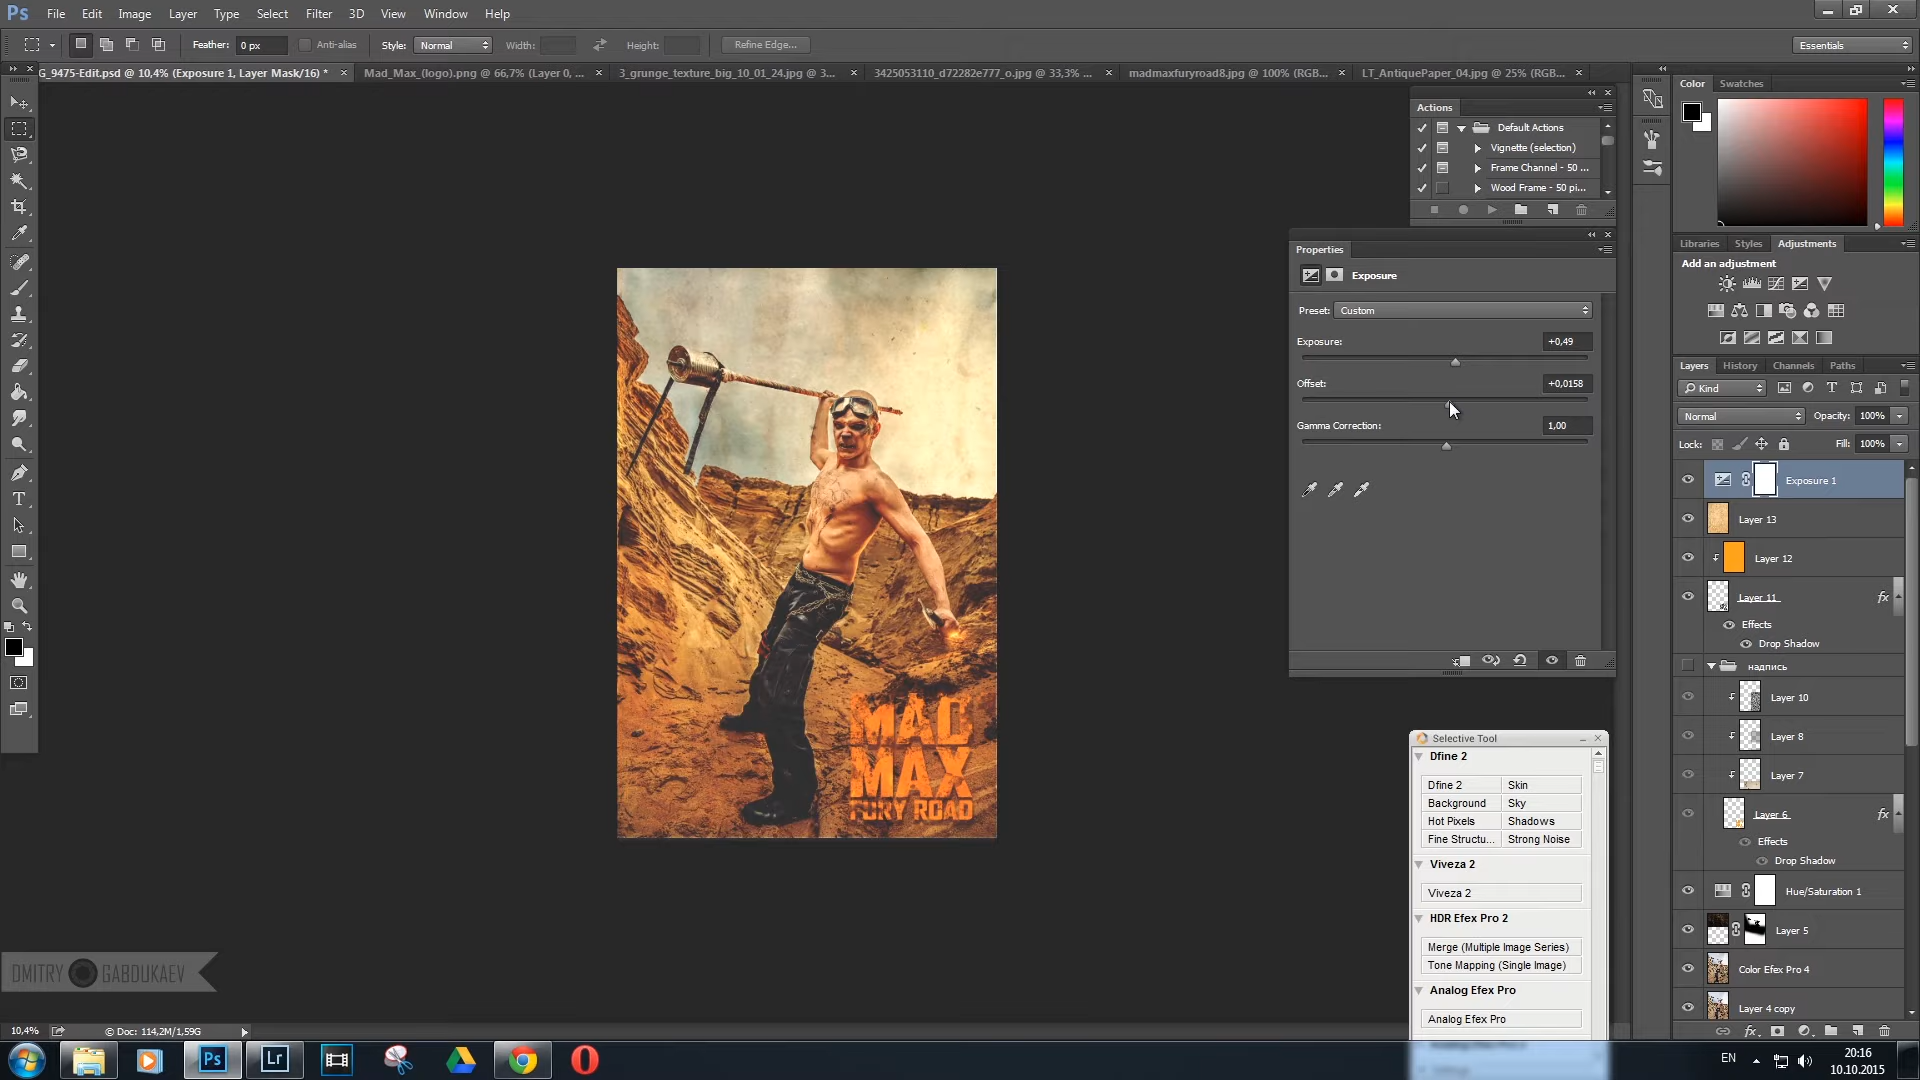 Ps File Edit Image Layer Type Select Filter 3D View Window Help
Feather: 0 px Anti-alias Style: Normal Width: Height: Refine Edge... Essentials
G_9475-Edit.psd @ 10,4% (Exposure 1, Layer Mask/16) * × Mad_Max_(logo).png @ 66,7% (Layer 0, ... × 3_grunge_texture_big_10_01_24.jpg @ 3... × 3425053110_d72282e777_o.jpg @ 33,3% ... × madmaxfuryroad8.jpg @ 100% (RGB... × LT_AntiquePaper_04.jpg @ 25% (RGB... ×
Actions
Default Actions
Vignette (selection)
Frame Channel - 50 ...
Wood Frame - 50 pi...
Properties
Exposure
Preset: Custom
Exposure: +0,49
Offset: +0,0158
Gamma Correction: 1,00
Color Swatches
Libraries Styles Adjustments
Add an adjustment
Layers History Channels Paths
Kind
Normal Opacity: 100%
Lock: Fill: 100%
Exposure 1
Layer 13
Layer 12
Layer 11 fx
Effects
Drop Shadow
надпись
Layer 10
Layer 8
Layer 7
Layer 6 fx
Effects
Drop Shadow
Hue/Saturation 1
Layer 5
Color Efex Pro 4
Layer 4 copy
MAD
MAX
FURY ROAD
Selective Tool
Dfine 2
Dfine 2 Skin
Background Sky
Hot Pixels Shadows
Fine Structu... Strong Noise
Viveza 2
Viveza 2
HDR Efex Pro 2
Merge (Multiple Image Series)
Tone Mapping (Single Image)
Analog Efex Pro
Analog Efex Pro
DMITRY GABDUKAEV
10,4% © Doc: 114,2M/1,59G
Ps Lr
EN
20:16
10.10.2015